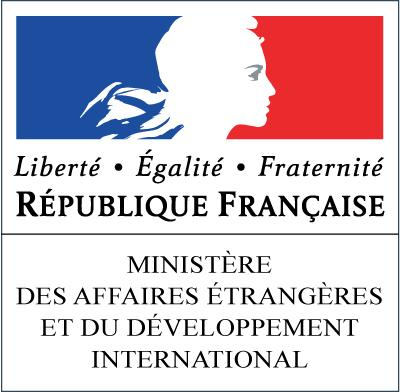 Liberté • Égalité • Fraternité
RÉPUBLIQUE FRANÇAISE
MINISTÈRE
DES AFFAIRES ÉTRANGÈRES
ET DU DÉVELOPPEMENT
INTERNATIONAL